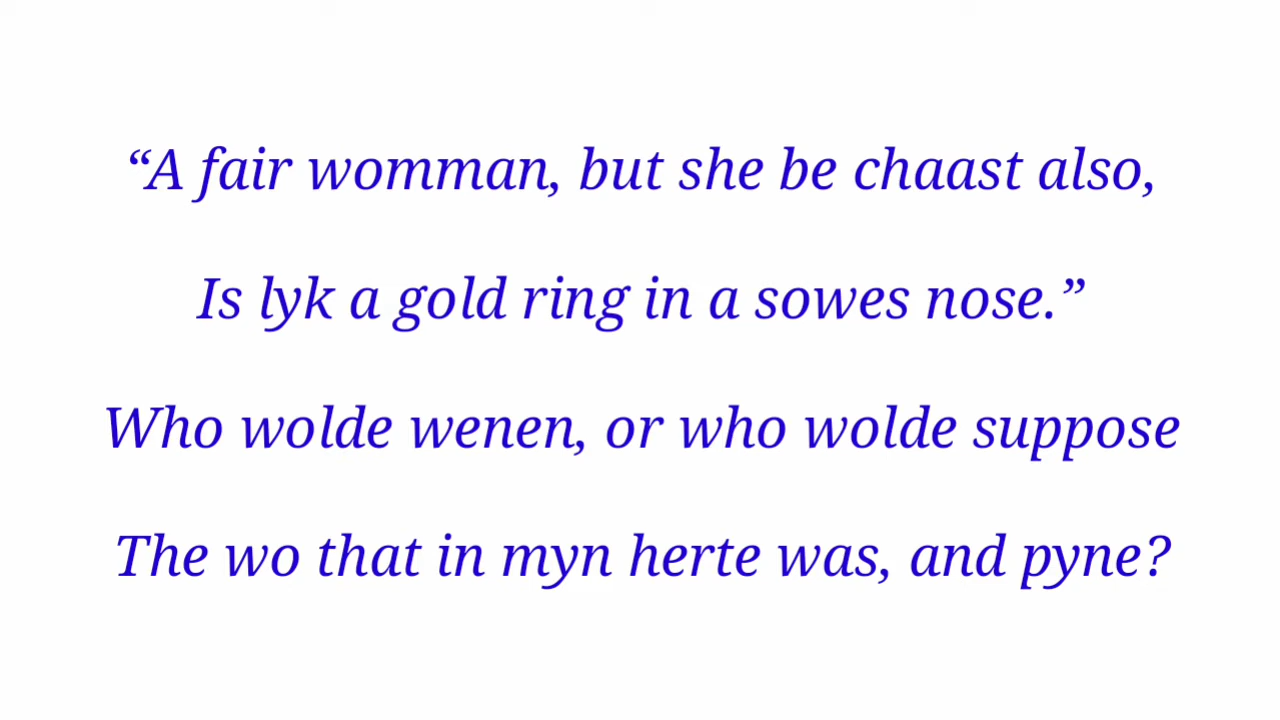 “A fair womman, but she be chaast also,
Is lyk a gold ring in a sowes nose.”
Who wolde wenen, or who wolde suppose
The wo that in myn herte was, and pyne?